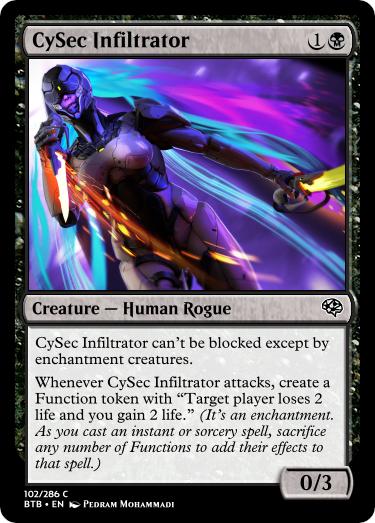 CySec Infiltrator 1
Creature — Human Rogue
CySec Infiltrator can't be blocked except by
enchantment creatures.
Whenever CySec Infiltrator attacks, create a
Function token with “Target player loses 2
life and you gain 2 life.” (It's an enchantment.
As you cast an instant or sorcery spell, sacrifice
any number of Functions to add their effects to
that spell.)
0/3
102/286 C
BTB • EN Pedram Mohammadi